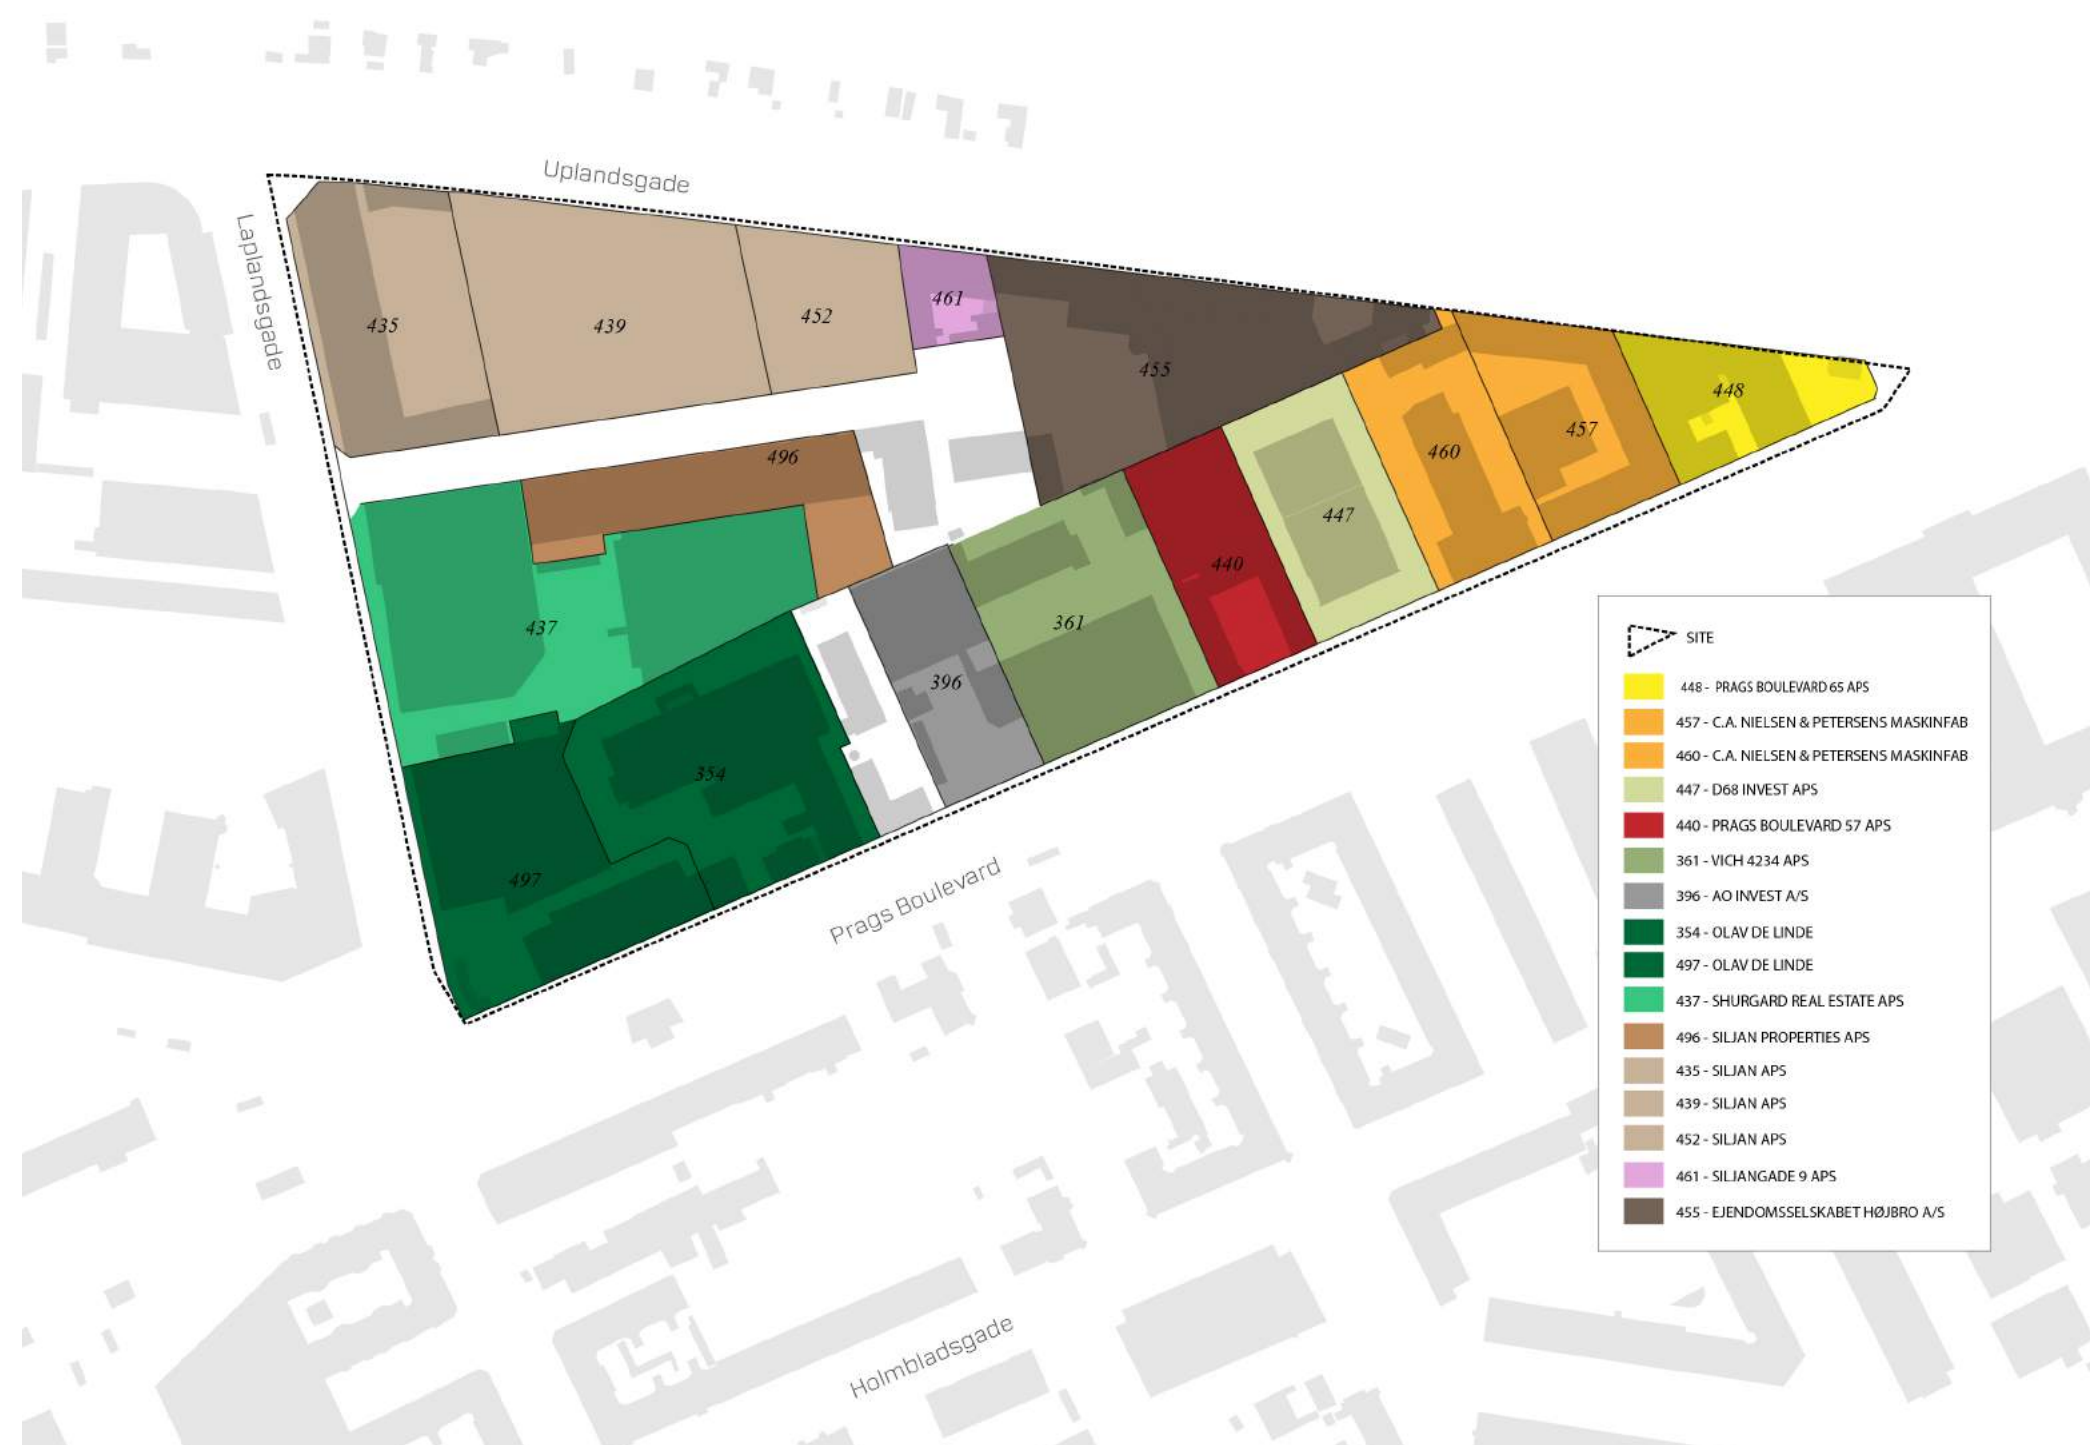 Uplandsgade
Laplandsgade
461
452
435
439
455
448
457
460
496
447
440
437
361
396
354
497
Prags Boulevard
Holmbladsgade
SITE
448 - PRAGS BOULEVARD 65 APS
457 - C.A. NIELSEN & PETERSENS MASKINFAB
460 - C.A. NIELSEN & PETERSENS MASKINFAB
447 - D68 INVEST APS
440 - PRAGS BOULEVARD 57 APS
361 - VICH 4234 APS
396 - AO INVEST A/S
354 - OLAV DE LINDE
497 - OLAV DE LINDE
437 - SHURGARD REAL ESTATE APS
496 - SILJAN PROPERTIES APS
435 - SILJAN APS
439 - SILJAN APS
452 - SILJAN APS
461 - SILJANGADE 9 APS
455 - EJENDOMSSELSKABET HØJBRO A/S